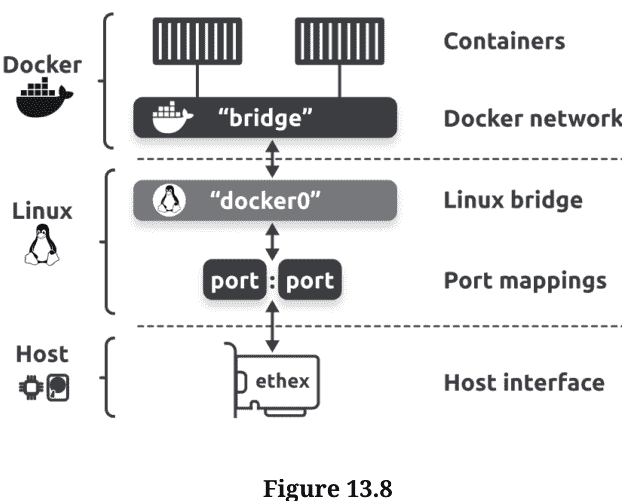 Containers
Docker
“bridge”
Docker network
Linux
“docker0”
Linux bridge
port : port
Port mappings
Host
ethex
Host interface
Figure 13.8